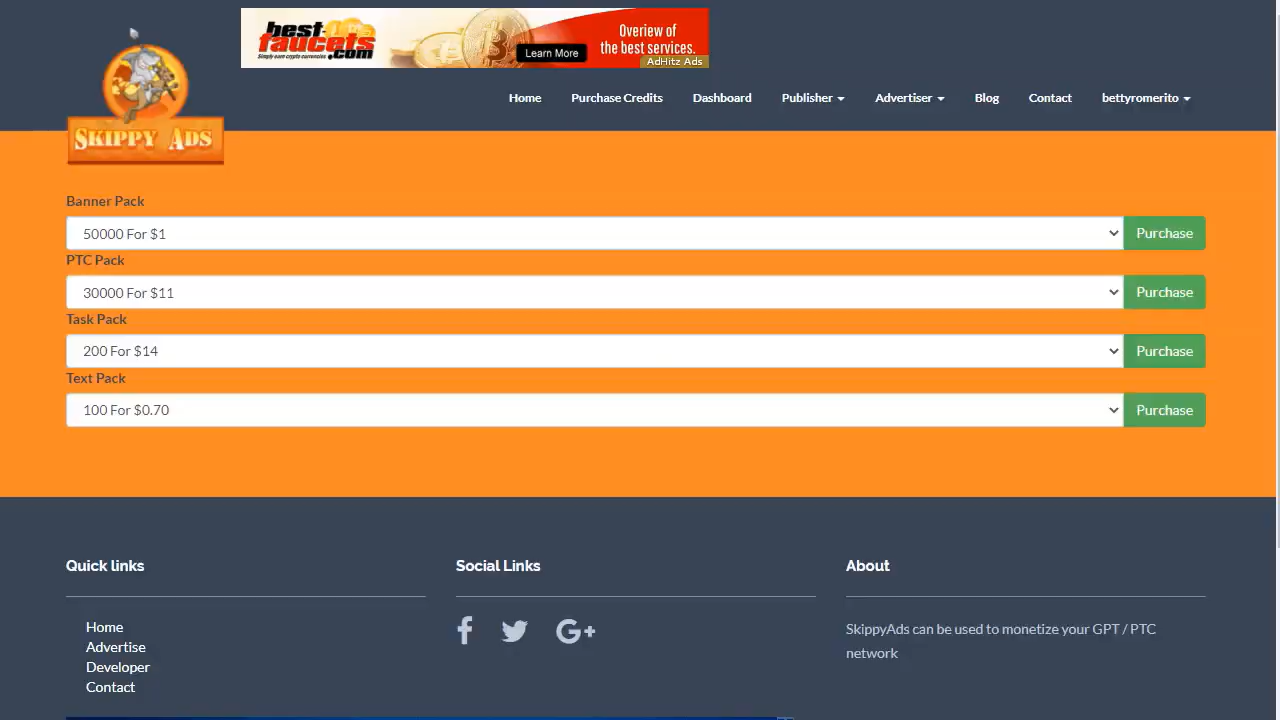 best-faucets
.com
Simply earn crypto currencies
Learn More
Overiew of
the best services.
AdHitz Ads
SKIPPY ADS
Home
Purchase Credits
Dashboard
Publisher
Advertiser
Blog
Contact
bettyromerito
Banner Pack
50000 For $1
Purchase
PTC Pack
30000 For $11
Purchase
Task Pack
200 For $14
Purchase
Text Pack
100 For $0.70
Purchase
Quick links
Social Links
About
Home
Advertise
Developer
Contact
SkippyAds can be used to monetize your GPT / PTC
network